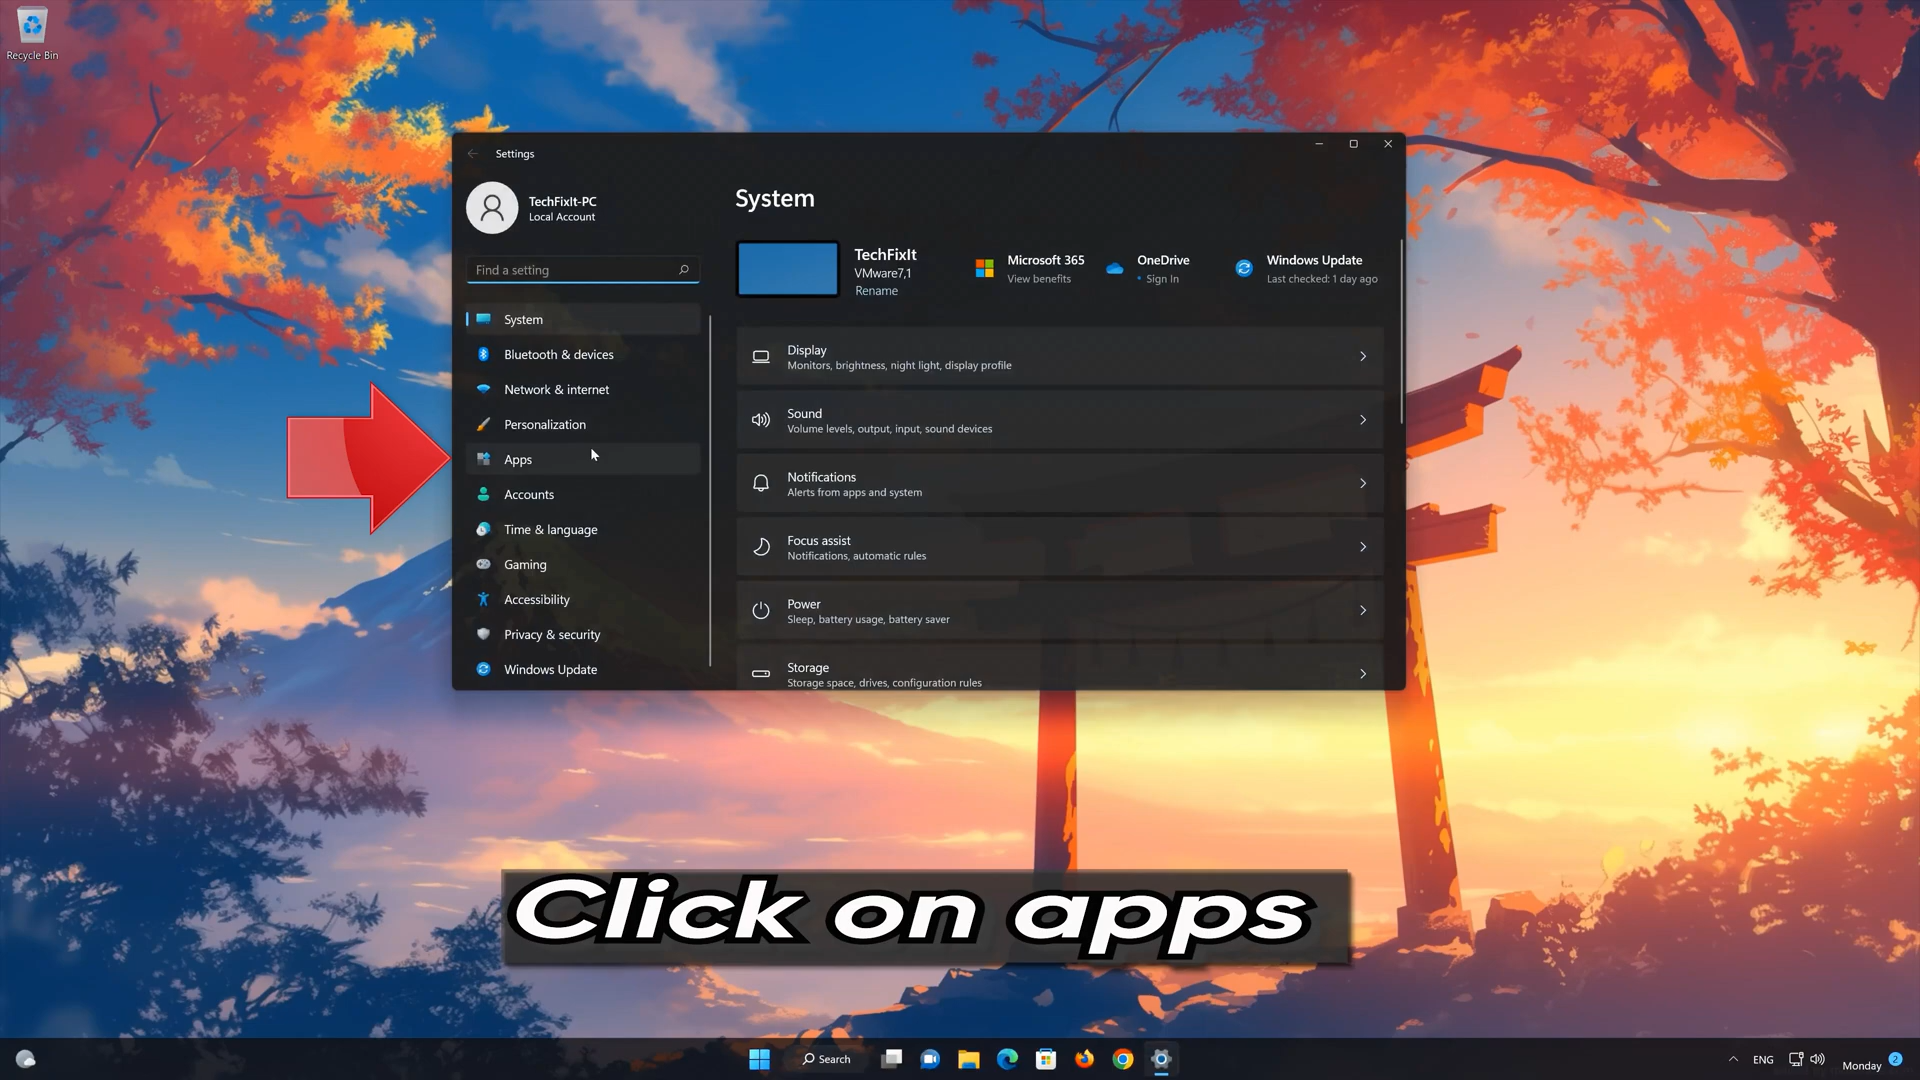 Recycle Bin
Settings
TechFixIt-PC
Local Account
Find a setting
System
Bluetooth & devices
Network & internet
Personalization
Apps
Accounts
Time & language
Gaming
Accessibility
Privacy & security
Windows Update
System
TechFixIt
VMware7,1
Rename
Microsoft 365
View benefits
OneDrive
• Sign In
Windows Update
Last checked: 1 day ago
Display
Monitors, brightness, night light, display profile
Sound
Volume levels, output, input, sound devices
Notifications
Alerts from apps and system
Focus assist
Notifications, automatic rules
Power
Sleep, battery usage, battery saver
Storage
Storage space, drives, configuration rules
Click on apps
Search
ENG
Monday
2